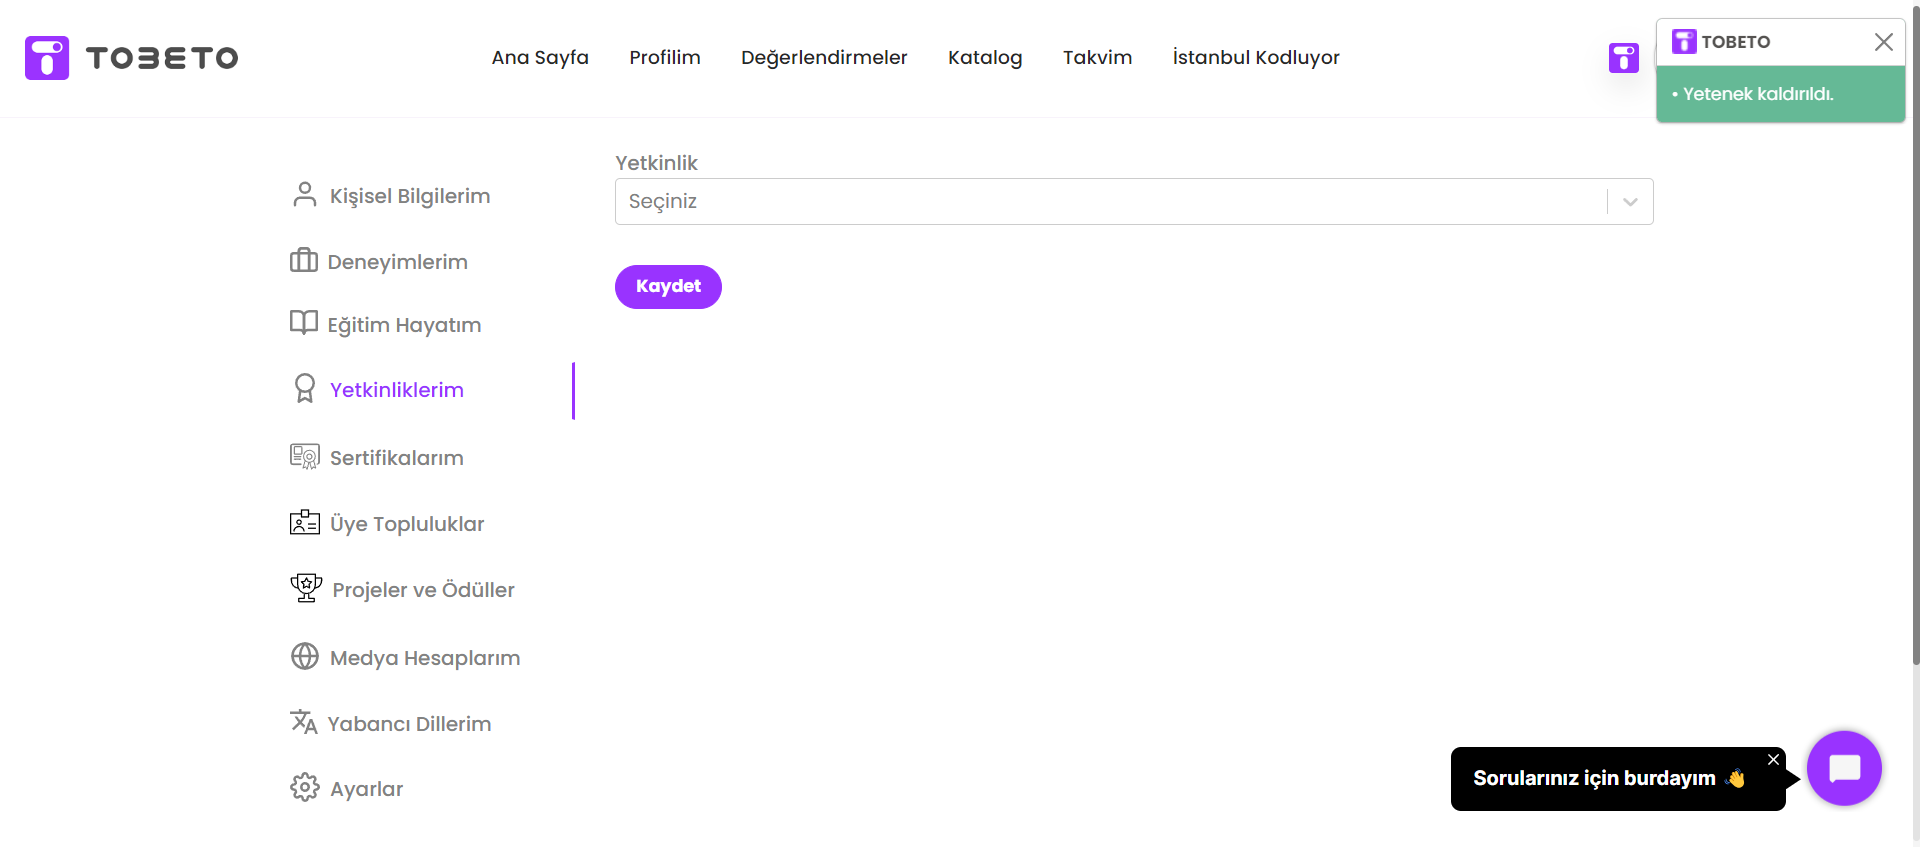 TOBETO
Ana Sayfa
Profilim
Değerlendirmeler
Katalog
Takvim
İstanbul Kodluyor
TOBETO
• Yetenek kaldırıldı.
Kişisel Bilgilerim
Deneyimlerim
Eğitim Hayatım
Yetkinliklerim
Sertifikalarım
Üye Topluluklar
Projeler ve Ödüller
Medya Hesaplarım
Yabancı Dillerim
Ayarlar
Yetkinlik
Seçiniz
Kaydet
Sorularınız için burdayım 👋